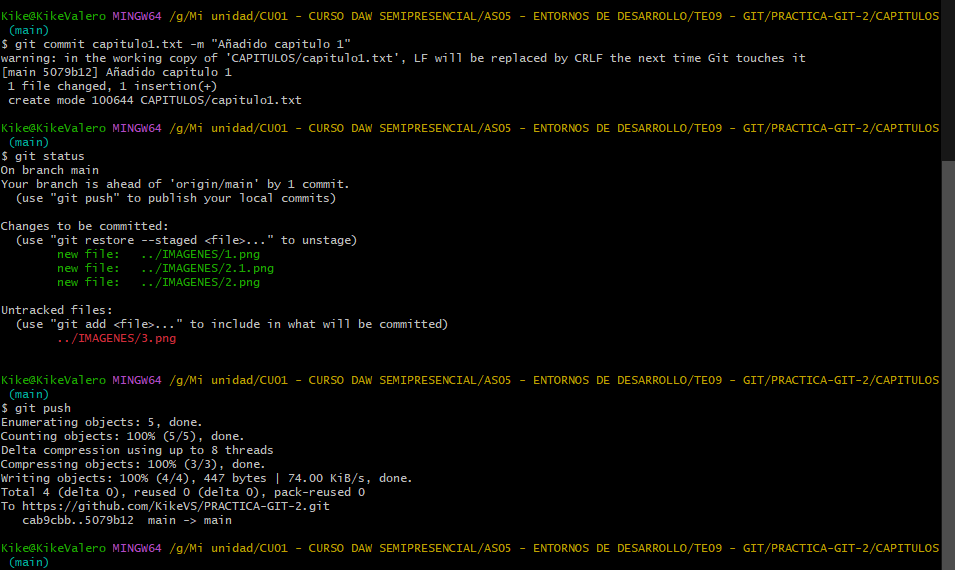 Kike@KikeValero MINGW64 /g/Mi unidad/CU01 - CURSO DAW SEMIPRESENCIAL/AS05 - ENTORNOS DE DESARROLLO/TE09 - GIT/PRACTICA-GIT-2/CAPITULOS
(main)
$ git commit capitulo1.txt -m "Añadido capitulo 1"
warning: in the working copy of 'CAPITULOS/capitulo1.txt', LF will be replaced by CRLF the next time Git touches it
[main 5079b12] Añadido capitulo 1
1 file changed, 1 insertion(+)
create mode 100644 CAPITULOS/capitulo1.txt
Kike@KikeValero MINGW64 /g/Mi unidad/CU01 - CURSO DAW SEMIPRESENCIAL/AS05 - ENTORNOS DE DESARROLLO/TE09 - GIT/PRACTICA-GIT-2/CAPITULOS
(main)
$ git status
On branch main
Your branch is ahead of 'origin/main' by 1 commit.
(use "git push" to publish your local commits)
Changes to be committed:
(use "git restore --staged <file>..." to unstage)
new file:   ../IMAGENES/1.png
new file:   ../IMAGENES/2.1.png
new file:   ../IMAGENES/2.png
Untracked files:
(use "git add <file>..." to include in what will be committed)
../IMAGENES/3.png
Kike@KikeValero MINGW64 /g/Mi unidad/CU01 - CURSO DAW SEMIPRESENCIAL/AS05 - ENTORNOS DE DESARROLLO/TE09 - GIT/PRACTICA-GIT-2/CAPITULOS
(main)
$ git push
Enumerating objects: 5, done.
Counting objects: 100% (5/5), done.
Delta compression using up to 8 threads
Compressing objects: 100% (3/3), done.
Writing objects: 100% (4/4), 447 bytes | 74.00 KiB/s, done.
Total 4 (delta 0), reused 0 (delta 0), pack-reused 0
To https://github.com/KikeVS/PRACTICA-GIT-2.git
cab9cbb..5079b12  main -> main
Kike@KikeValero MINGW64 /g/Mi unidad/CU01 - CURSO DAW SEMIPRESENCIAL/AS05 - ENTORNOS DE DESARROLLO/TE09 - GIT/PRACTICA-GIT-2/CAPITULOS
(main)